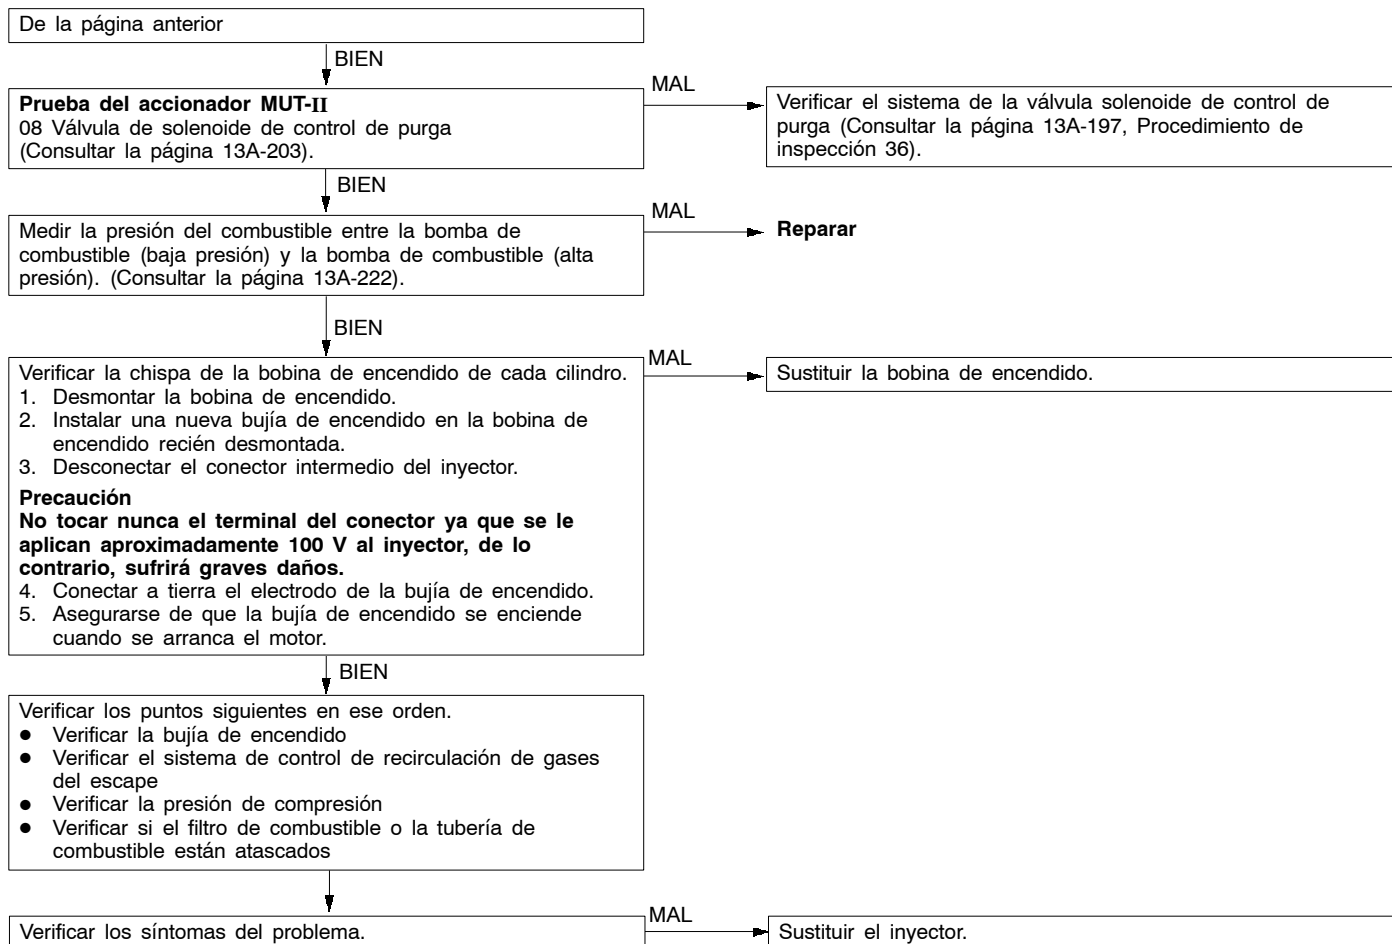 De la página anterior
BIEN
Prueba del accionador MUT-II
08 Válvula de solenoide de control de purga
(Consultar la página 13A-203).
MAL
Verificar el sistema de la válvula solenoide de control de
purga (Consultar la página 13A-197, Procedimiento de
inspección 36).
BIEN
Medir la presión del combustible entre la bomba de
combustible (baja presión) y la bomba de combustible (alta
presión). (Consultar la página 13A-222).
MAL
Reparar
BIEN
Verificar la chispa de la bobina de encendido de cada cilindro.
1. Desmontar la bobina de encendido.
2. Instalar una nueva bujía de encendido en la bobina de
encendido recién desmontada.
3. Desconectar el conector intermedio del inyector.
Precaución
No tocar nunca el terminal del conector ya que se le
aplican aproximadamente 100 V al inyector, de lo
contrario, sufrirá graves daños.
4. Conectar a tierra el electrodo de la bujía de encendido.
5. Asegurarse de que la bujía de encendido se enciende
cuando se arranca el motor.
MAL
Sustituir la bobina de encendido.
BIEN
Verificar los puntos siguientes en ese orden.
● Verificar la bujía de encendido
● Verificar el sistema de control de recirculación de gases
del escape
● Verificar la presión de compresión
● Verificar si el filtro de combustible o la tubería de
combustible están atascados
Verificar los síntomas del problema.
MAL
Sustituir el inyector.